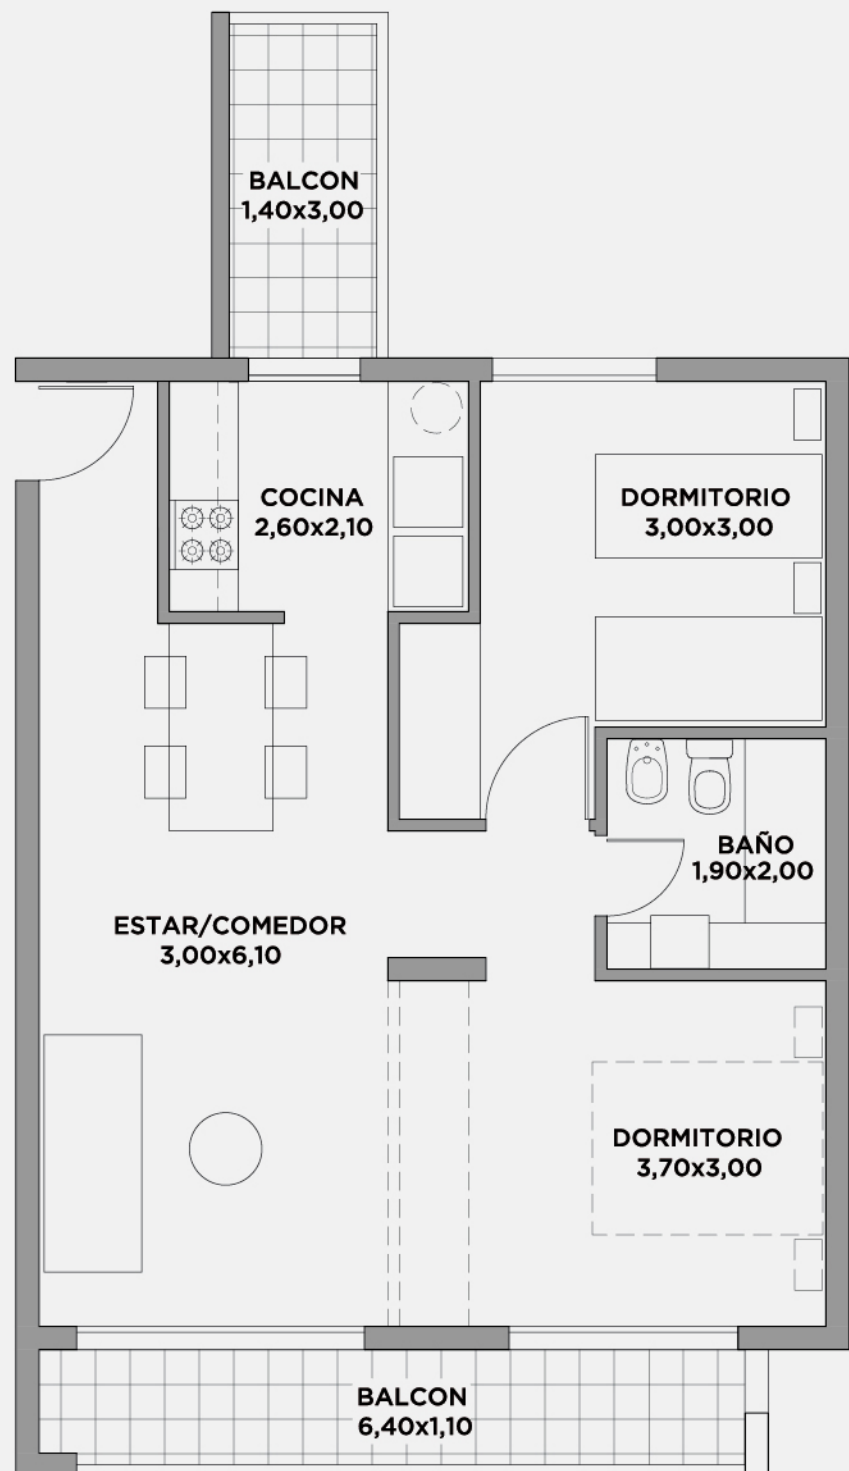 BALCON
1,40x3,00
COCINA
2,60x2,10
DORMITORIO
3,00x3,00
BAÑO
1,90x2,00
ESTAR/COMEDOR
3,00x6,10
DORMITORIO
3,70x3,00
BALCON
6,40x1,10